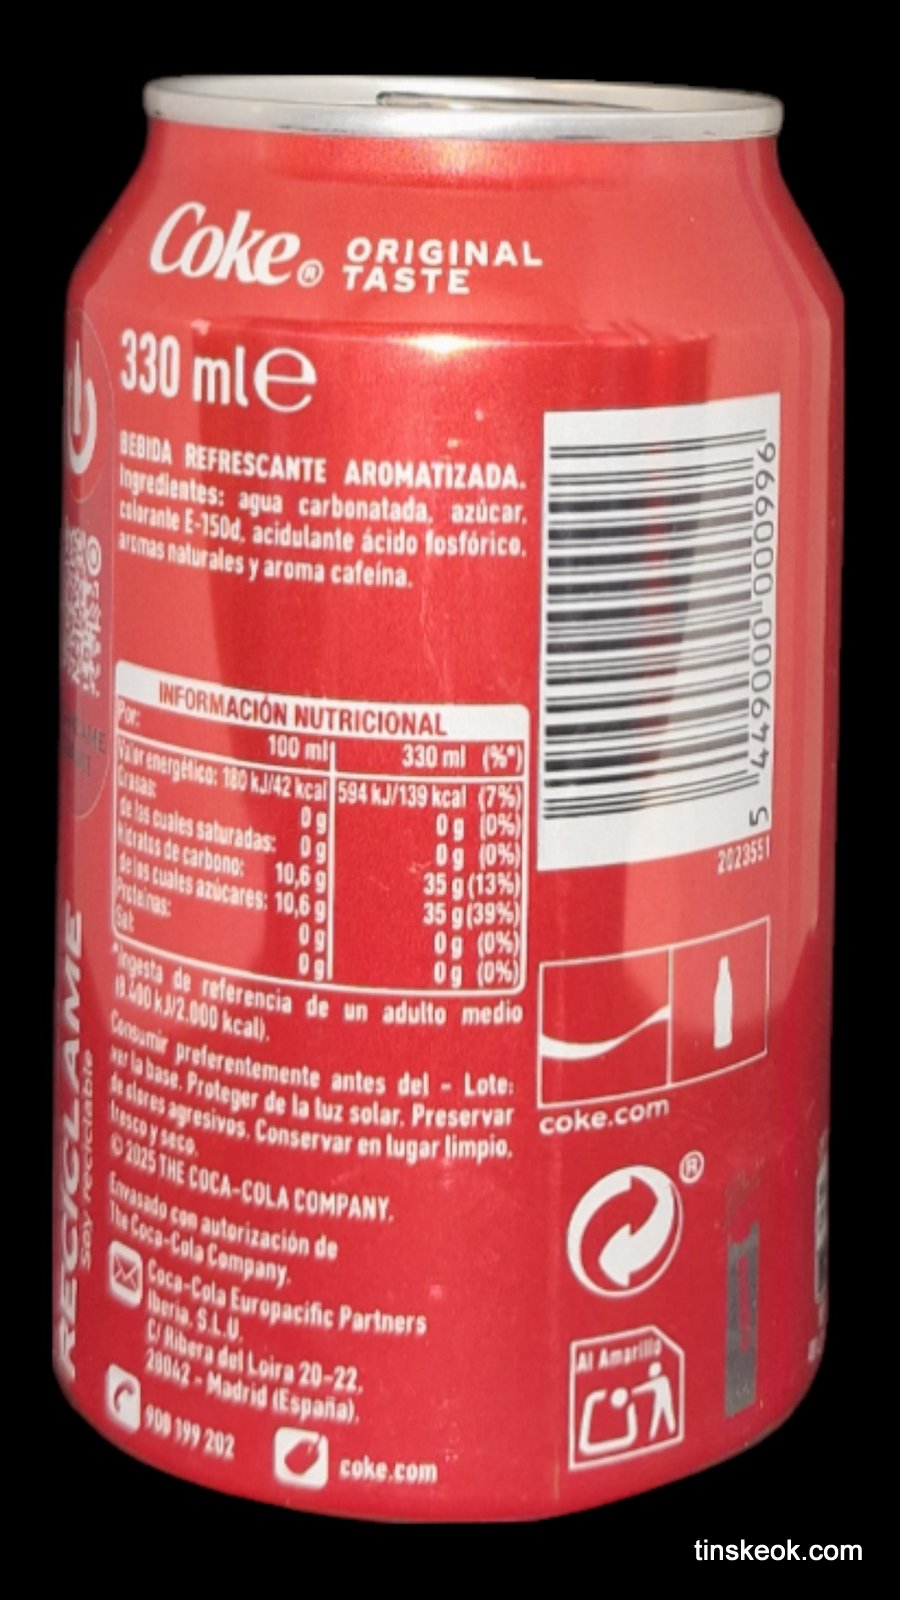 Coke® ORIGINAL
TASTE
330 ml e
BEBIDA REFRESCANTE AROMATIZADA.
Ingredientes: agua carbonatada, azúcar,
colorante E-150d, acidulante ácido fosfórico,
aromas naturales y aroma cafeína.
INFORMACIÓN NUTRICIONAL
Por: 100 ml 330 ml (%*)
Valor energético: 180 kJ/42 kcal 594 kJ/139 kcal (7%)
Grasas: 0 g 0 g (0%)
de las cuales saturadas: 0 g 0 g (0%)
Hidratos de carbono: 10,6 g 35 g (13%)
de los cuales azúcares: 10,6 g 35 g (39%)
Proteínas: 0 g 0 g (0%)
Sal: 0 g 0 g (0%)
*Ingesta de referencia de un adulto medio
(8.400 kJ/2.000 kcal).
Consumir preferentemente antes del - Lote:
ver la base. Proteger de la luz solar. Preservar
de olores agresivos. Conservar en lugar limpio,
fresco y seco.
© 2025 THE COCA-COLA COMPANY.
Envasado con autorización de
The Coca-Cola Company.
Coca-Cola Europacific Partners
Iberia, S.L.U.
C/ Ribera del Loira 20-22,
28042 - Madrid (España).
900 199 202
coke.com
RECICLAME
Soy reciclable
5 449000 000996
2023551
coke.com
®
Al Amarillo
tinskeok.com